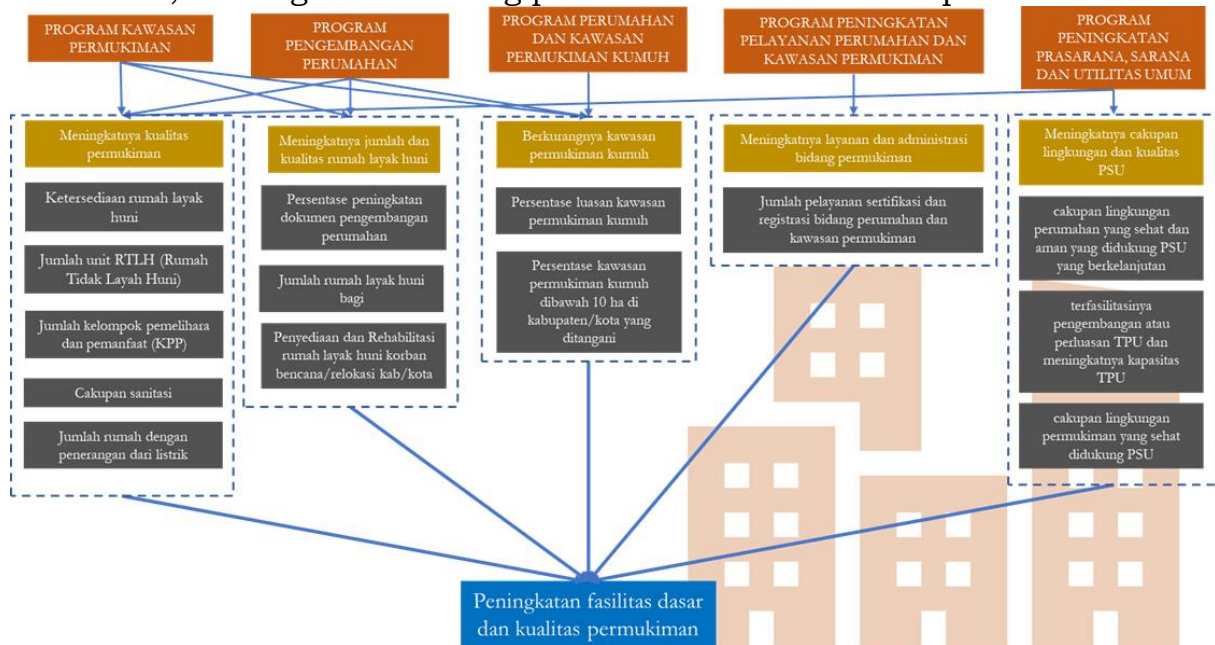 PROGRAM KAWASAN
PERMUKIMAN
PROGRAM
PENGEMBANGAN
PERUMAHAN
PROGRAM PERUMAHAN
DAN KAWASAN
PERMUKIMAN KUMUH
PROGRAM PENINGKATAN
PELAYANAN PERUMAHAN DAN
KAWASAN PERMUKIMAN
PROGRAM
PENINGKATAN
PRASARANA, SARANA
DAN UTILITAS UMUM
Meningkatnya kualitas
permukiman
Ketersediaan rumah layak
huni
Jumlah unit RTLH (Rumah
Tidak Layah Huni)
Jumlah kelompok pemelihara
dan pemanfaat (KPP)
Cakupan sanitasi
Jumlah rumah dengan
penerangan dari listrik
Meningkatnya jumlah dan
kualitas rumah layak huni
Persentase peningkatan
dokumen pengembangan
perumahan
Jumlah rumah layak huni
bagi
Penyediaan dan Rehabilitasi
rumah layak huni korban
bencana/relokasi kab/kota
Berkurangnya kawasan
permukiman kumuh
Persentase luasan kawasan
permukiman kumuh
Persentase kawasan
permukiman kumuh
dibawah 10 ha di
kabupaten/kota yang
ditangani
Meningkatnya layanan dan administrasi
bidang permukiman
Jumlah pelayanan sertifikasi dan
registrasi bidang perumahan dan
kawasan permukiman
Meningkatnya cakupan
lingkungan dan kualitas
PSU
cakupan lingkungan
perumahan yang sehat dan
aman yang didukung PSU
yang berkelanjutan
terfasilitasinya
pengembangan atau
perluasan TPU dan
meningkatnya kapasitas
TPU
cakupan lingkungan
permukiman yang sehat
didukung PSU
Peningkatan fasilitas dasar
dan kualitas permukiman